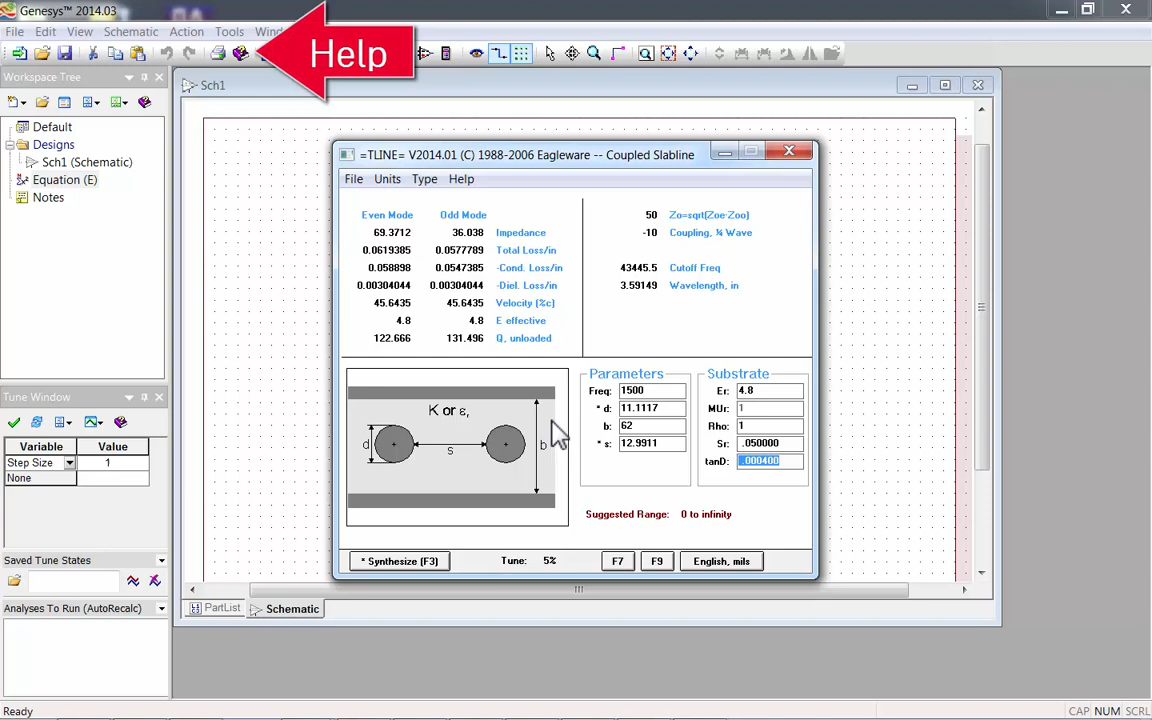 Genesys™ 2014.03
File Edit View Schematic Action Tools Wind
Help
Workspace Tree
Default
Designs
Sch1 (Schematic)
Equation (E)
Notes
Tune Window
Variable Value
Step Size 1
None
Saved Tune States
Analyses To Run (AutoRecalc)
Sch1
=TLINE= V2014.01 (C) 1988-2006 Eagleware -- Coupled Slabline
File Units Type Help
Even Mode Odd Mode
69.3712 36.038 Impedance
0.0619385 0.0577789 Total Loss/in
0.058898 0.0547385 -Cond. Loss/in
0.00304044 0.00304044 -Diel. Loss/in
45.6435 45.6435 Velocity (%c)
4.8 4.8 E effective
122.666 131.496 Q, unloaded
50 Zo=sqrt(Zoe·Zoo)
-10 Coupling, ¼ Wave
43445.5 Cutoff Freq
3.59149 Wavelength, in
K or εr
d
s
b
Parameters
Freq: 1500
* d: 11.1117
b: 62
* s: 12.9911
Substrate
Er: 4.8
MUr: 1
Rho: 1
Sr: .050000
tanD: .000400
Suggested Range: 0 to infinity
* Synthesize (F3) Tune: 5% F7 F9 English, mils
PartList Schematic
Ready
CAP NUM SCRL